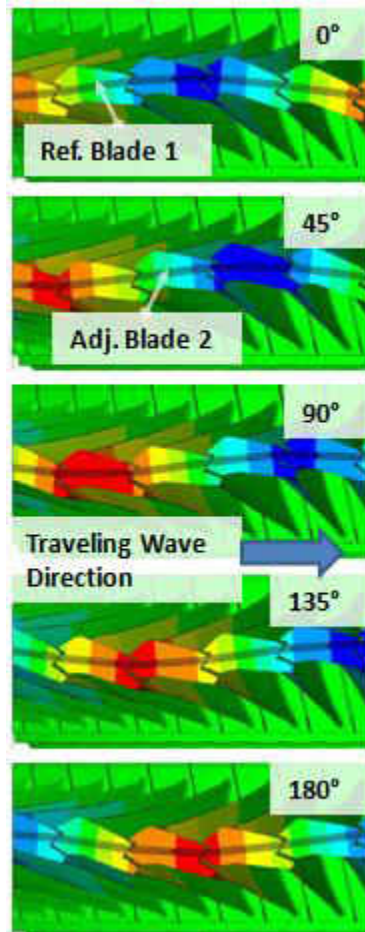 0°
Ref. Blade 1
45°
Adj. Blade 2
90°
Traveling Wave
Direction
135°
180°